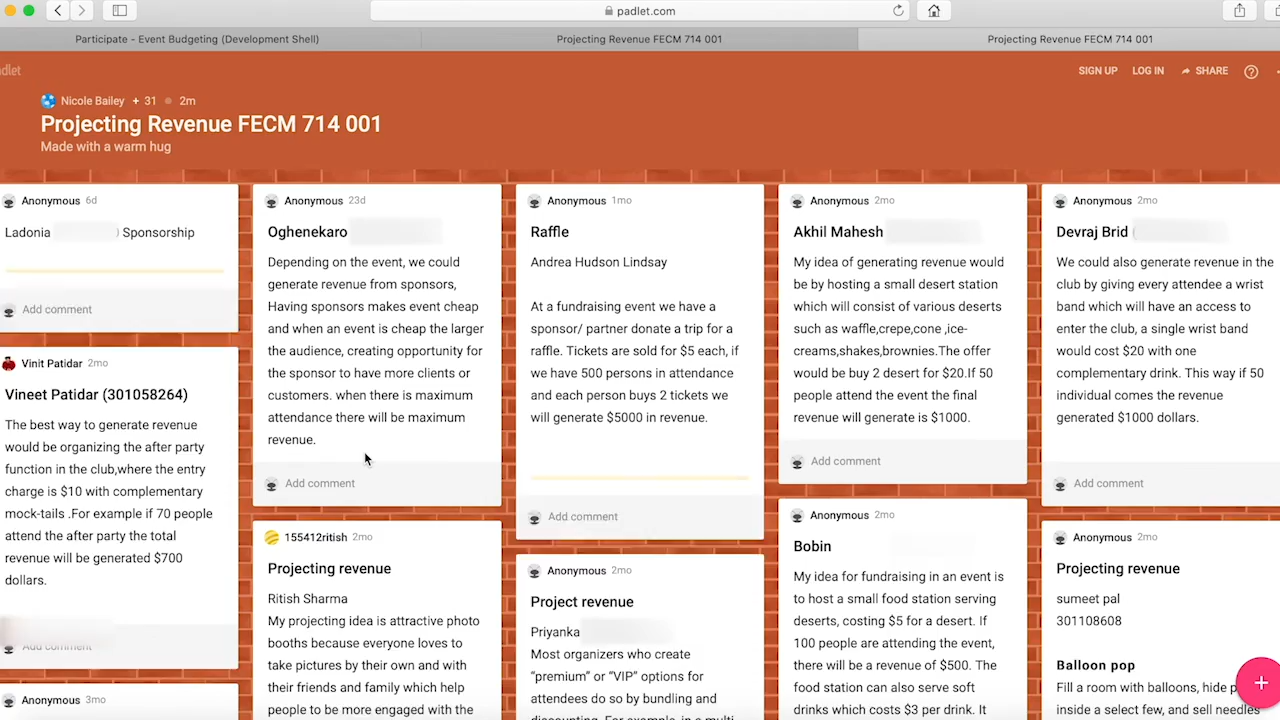 padlet.com
Participate - Event Budgeting (Development Shell)
Projecting Revenue FECM 714 001
Projecting Revenue FECM 714 001
SIGN UP
LOG IN
SHARE
Nicole Bailey + 31 2m
Projecting Revenue FECM 714 001
Made with a warm hug
Anonymous 6d
Ladonia ) Sponsorship
Add comment
Vinit Patidar 2mo
Vineet Patidar (301058264)
The best way to generate revenue
would be organizing the after party
function in the club,where the entry
charge is $10 with complementary
mock-tails .For example if 70 people
attend the after party the total
revenue will be generated $700
dollars.
Add comment
Anonymous 3mo
Anonymous 23d
Oghenekaro
Depending on the event, we could
generate revenue from sponsors,
Having sponsors makes event cheap
and when an event is cheap the larger
the audience, creating opportunity for
the sponsor to have more clients or
customers. when there is maximum
attendance there will be maximum
revenue.
Add comment
155412ritish 2mo
Projecting revenue
Ritish Sharma
My projecting idea is attractive photo
booths because everyone loves to
take pictures by their own and with
their friends and family which help
people to be more engaged with the
Anonymous 1mo
Raffle
Andrea Hudson Lindsay
At a fundraising event we have a
sponsor/ partner donate a trip for a
raffle. Tickets are sold for $5 each, if
we have 500 persons in attendance
and each person buys 2 tickets we
will generate $5000 in revenue.
Add comment
Anonymous 2mo
Project revenue
Priyanka
Most organizers who create
“premium” or “VIP” options for
attendees do so by bundling and
discounting. For example, in a multi
Anonymous 2mo
Akhil Mahesh
My idea of generating revenue would
be by hosting a small desert station
which will consist of various deserts
such as waffle,crepe,cone ,ice-
creams,shakes,brownies.The offer
would be buy 2 desert for $20.If 50
people attend the event the final
revenue will generate is $1000.
Add comment
Anonymous 2mo
Bobin
My idea for fundraising in an event is
to host a small food station serving
deserts, costing $5 for a desert. If
100 people are attending the event,
there will be a revenue of $500. The
food station can also serve soft
drinks which costs $3 per drink. It
Anonymous 2mo
Devraj Brid (
We could also generate revenue in the
club by giving every attendee a wrist
band which will have an access to
enter the club, a single wrist band
would cost $20 with one
complementary drink. This way if 50
individual comes the revenue
generated $1000 dollars.
Add comment
Anonymous 2mo
Projecting revenue
sumeet pal
301108608
Balloon pop
Fill a room with balloons, hide p
inside a select few, and sell needles